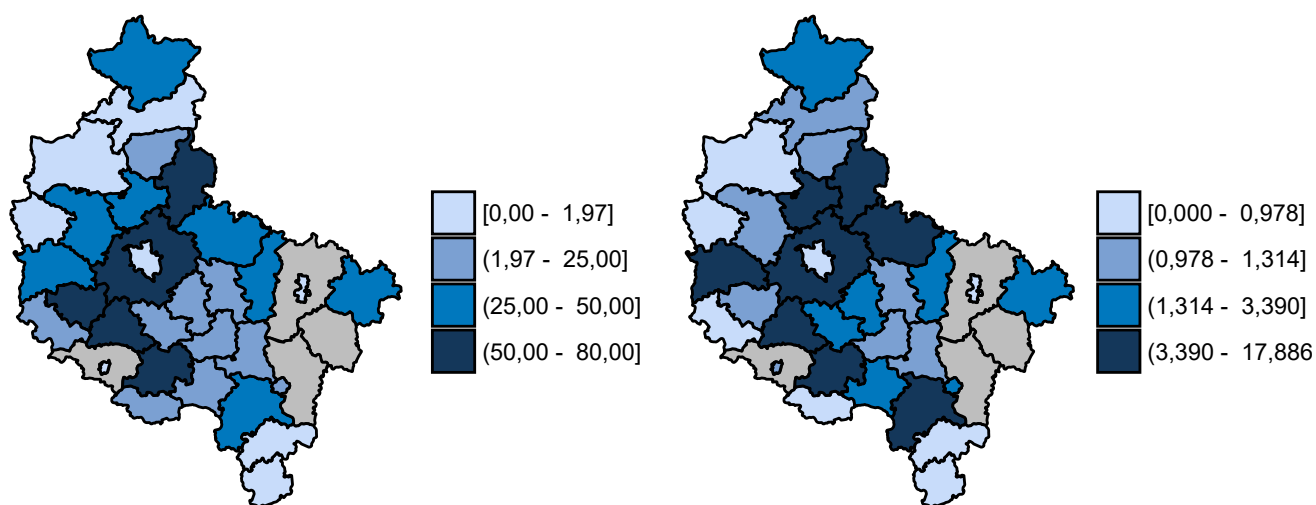 [0,00 - 1,97]
(1,97 - 25,00]
(25,00 - 50,00]
(50,00 - 80,00]
[0,000 - 0,978]
(0,978 - 1,314]
(1,314 - 3,390]
(3,390 - 17,886